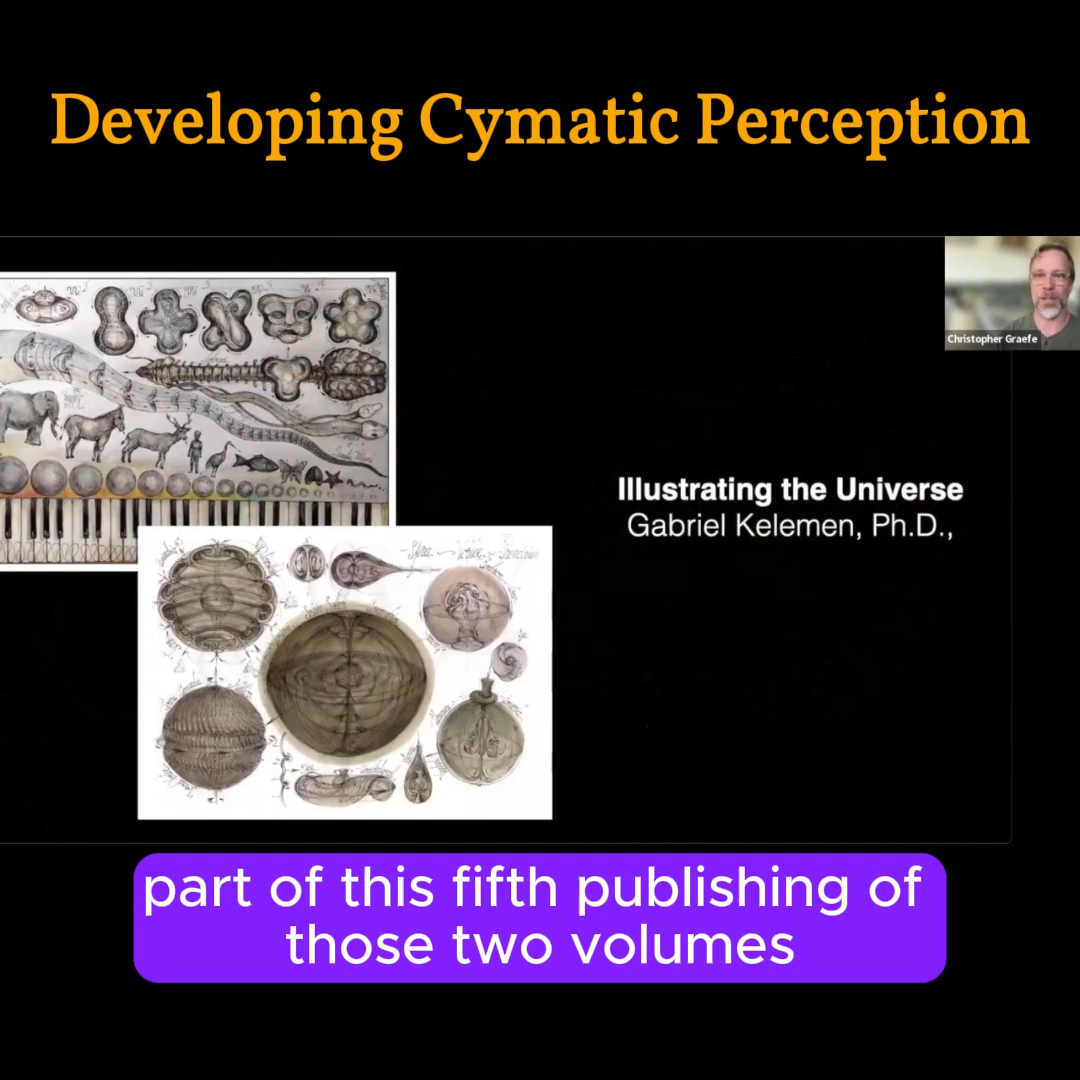 Developing Cymatic Perception
Christopher Graefe
Illustrating the Universe
Gabriel Kelemen, Ph.D.,
part of this fifth publishing of
those two volumes